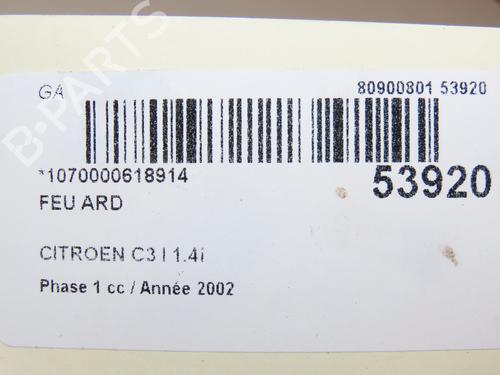 B-PARTS
GA
80900801 53920
*1070000618914
53920
FEU ARD
CITROEN C3 I 1.4i
Phase 1 cc / Année 2002